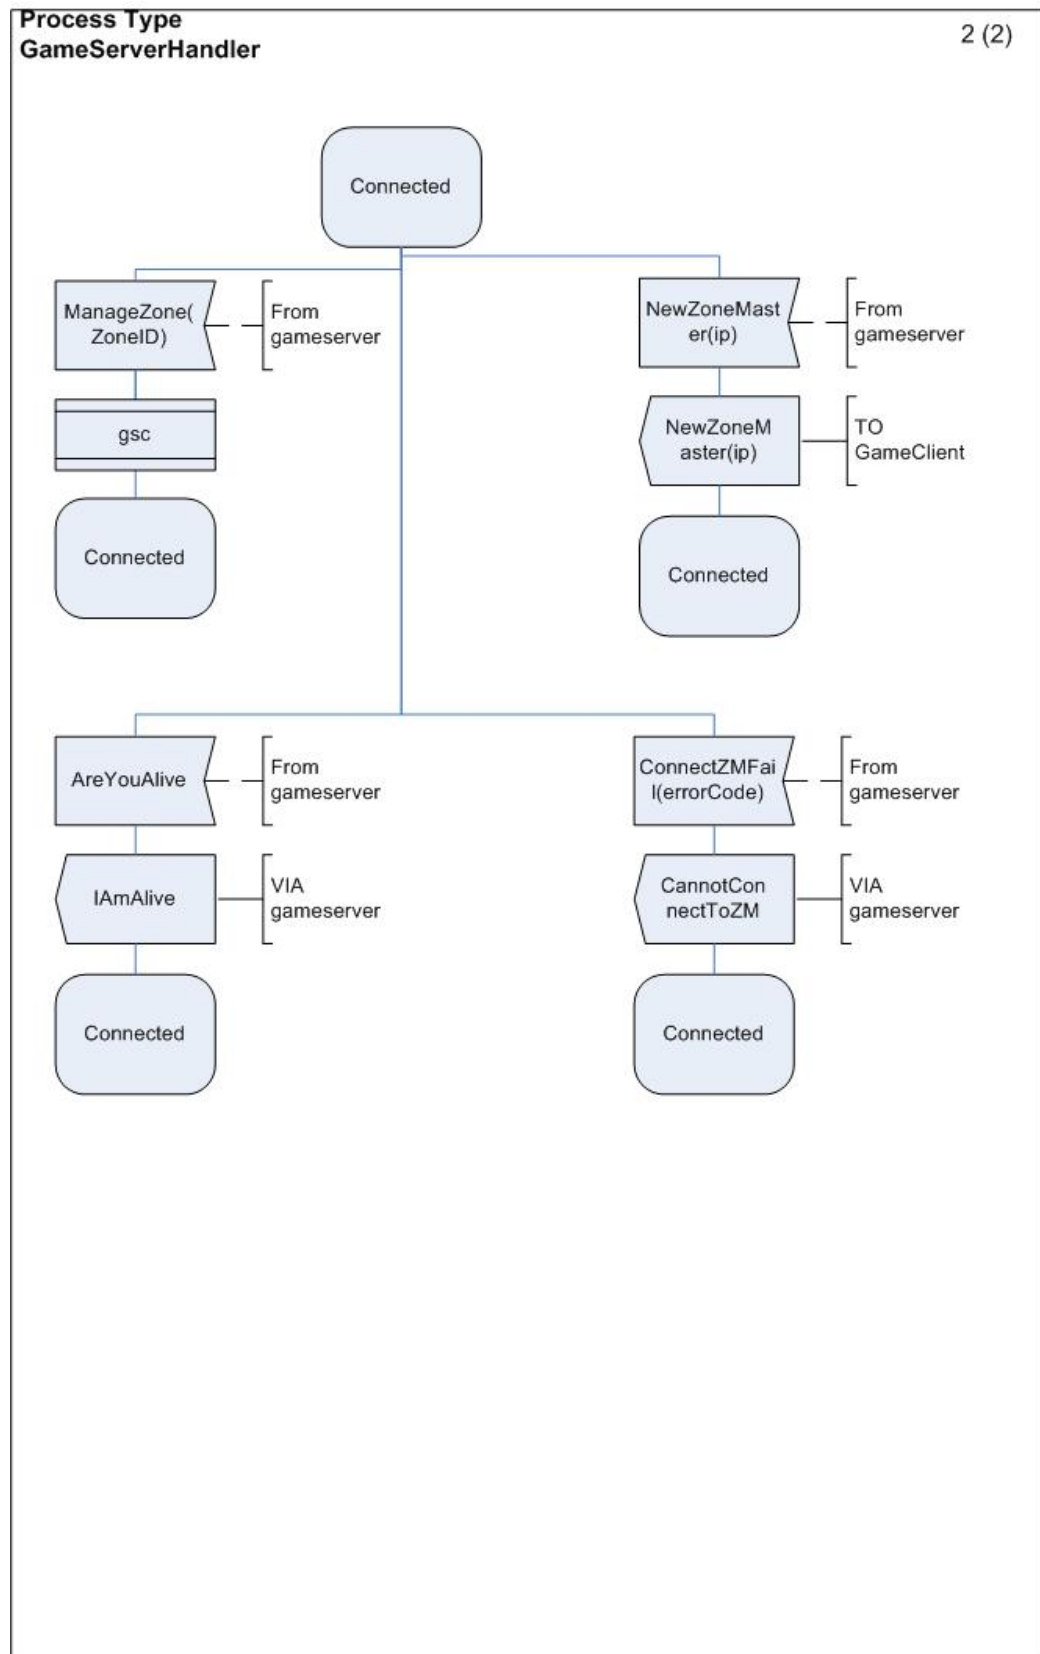 Process Type
GameServerHandler
2 (2)
Connected
ManageZone(
ZoneID)
From
gameserver
NewZoneMast
er(ip)
From
gameserver
gsc
NewZoneM
aster(ip)
TO
GameClient
Connected
Connected
AreYouAlive
From
gameserver
ConnectZMFai
l(errorCode)
From
gameserver
IAmAlive
VIA
gameserver
CannotCon
nectToZM
VIA
gameserver
Connected
Connected